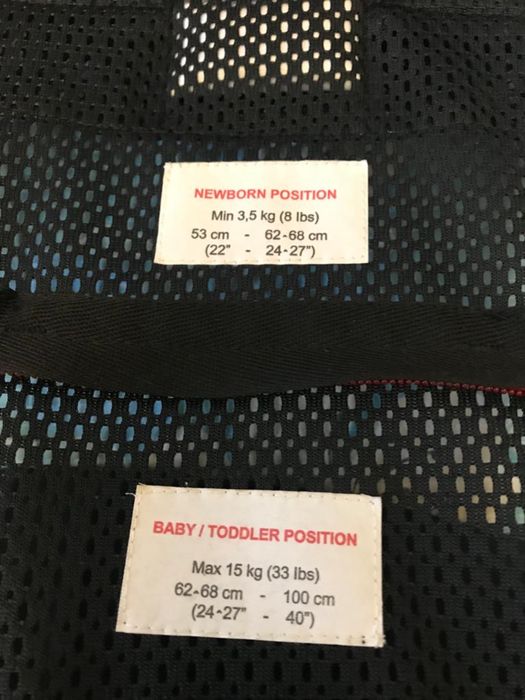 NEWBORN POSITION
Min 3,5 kg (8 lbs)
53 cm - 62-68 cm
(22" - 24-27")
BABY / TODDLER POSITION
Max 15 kg (33 lbs)
62-68 cm - 100 cm
(24-27" - 40")